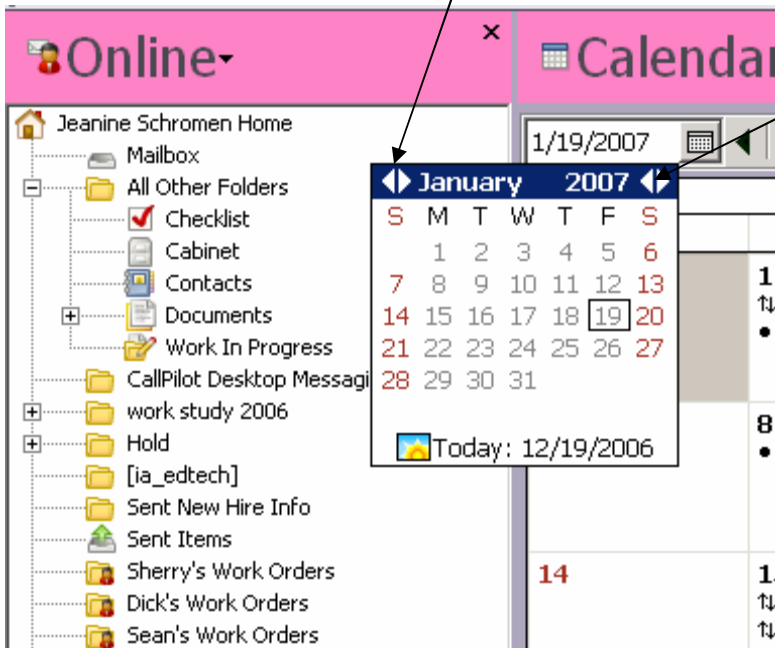 Online
Calendar
Jeanine Schromen Home
Mailbox
All Other Folders
Checklist
Cabinet
Contacts
Documents
Work In Progress
CallPilot Desktop Messagi
work study 2006
Hold
[ia_edtech]
Sent New Hire Info
Sent Items
Sherry's Work Orders
Dick's Work Orders
Sean's Work Orders
1/19/2007
January 2007
S M T W T F S
1 2 3 4 5 6
7 8 9 10 11 12 13
14 15 16 17 18 19 20
21 22 23 24 25 26 27
28 29 30 31
Today: 12/19/2006
1
8
14
1